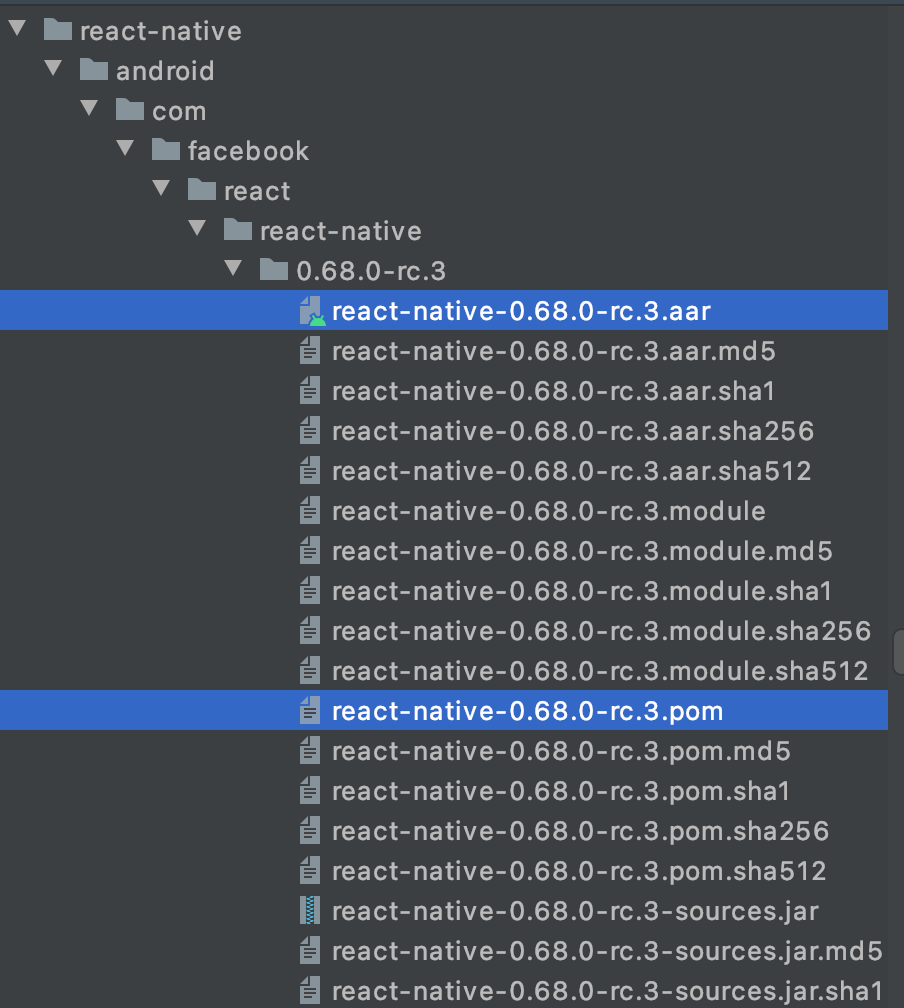 react-native
android
com
facebook
react
react-native
0.68.0-rc.3
react-native-0.68.0-rc.3.aar
react-native-0.68.0-rc.3.aar.md5
react-native-0.68.0-rc.3.aar.sha1
react-native-0.68.0-rc.3.aar.sha256
react-native-0.68.0-rc.3.aar.sha512
react-native-0.68.0-rc.3.module
react-native-0.68.0-rc.3.module.md5
react-native-0.68.0-rc.3.module.sha1
react-native-0.68.0-rc.3.module.sha256
react-native-0.68.0-rc.3.module.sha512
react-native-0.68.0-rc.3.pom
react-native-0.68.0-rc.3.pom.md5
react-native-0.68.0-rc.3.pom.sha1
react-native-0.68.0-rc.3.pom.sha256
react-native-0.68.0-rc.3.pom.sha512
react-native-0.68.0-rc.3-sources.jar
react-native-0.68.0-rc.3-sources.jar.md5
react-native-0.68.0-rc.3-sources.jar.sha1